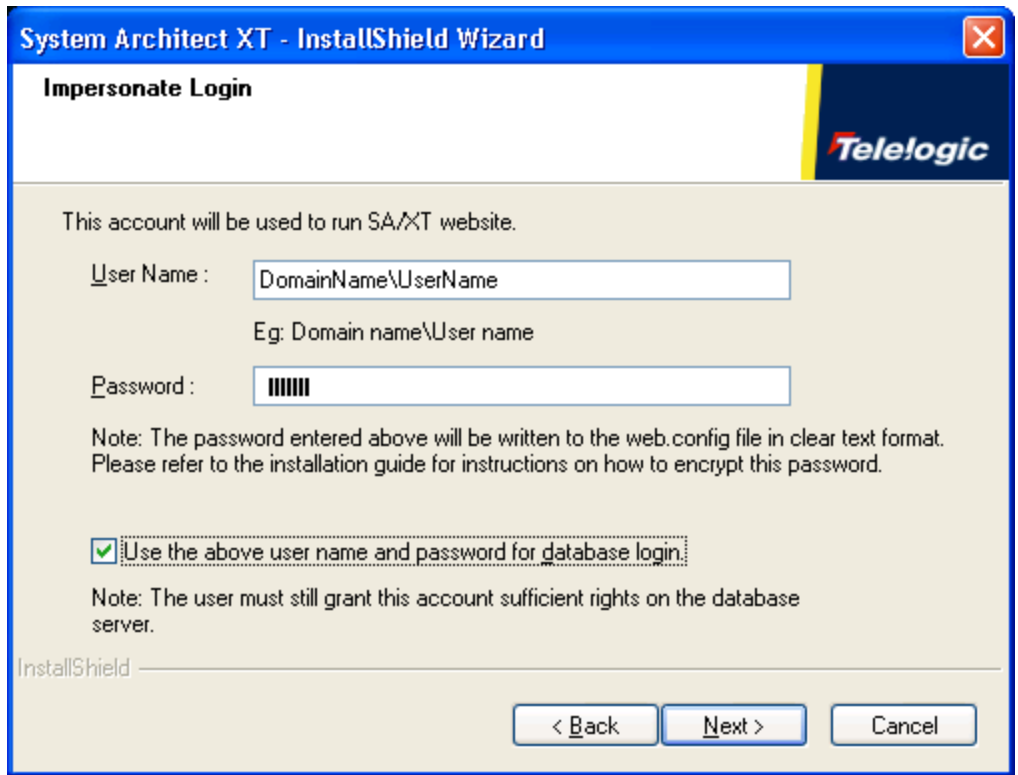 System Architect XT - InstallShield Wizard
Impersonate Login
Telelogic
This account will be used to run SA/XT website.
User Name :
DomainName\UserName
Eg: Domain name\User name
Password :
Note: The password entered above will be written to the web.config file in clear text format.
Please refer to the installation guide for instructions on how to encrypt this password.
Use the above user name and password for database login.
Note: The user must still grant this account sufficient rights on the database
server.
InstallShield
< Back
Next >
Cancel